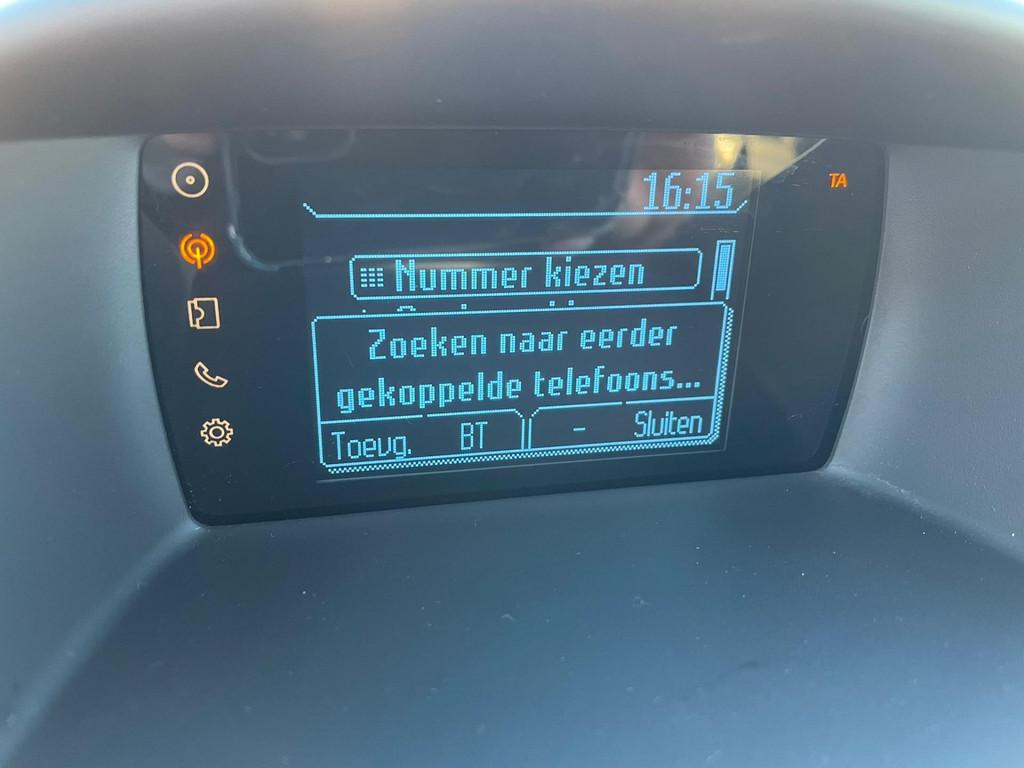 16:15
TA
Nummer kiezen
Zoeken naar eerder
gekoppelde telefoons...
Toevg. BT - Sluiten